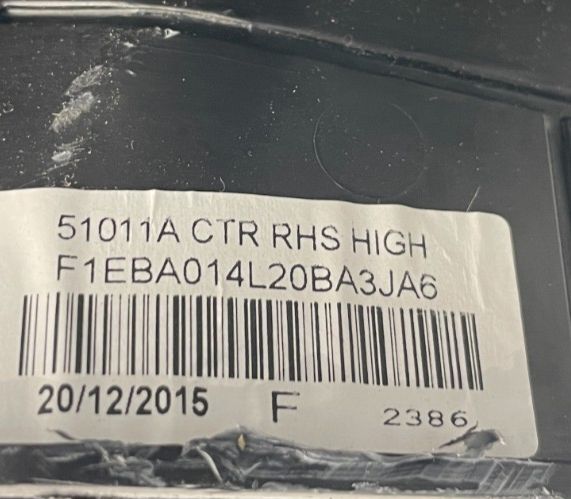 51011A CTR RHS HIGH
F1EBA014L20BA3JA6
20/12/2015 F 2386